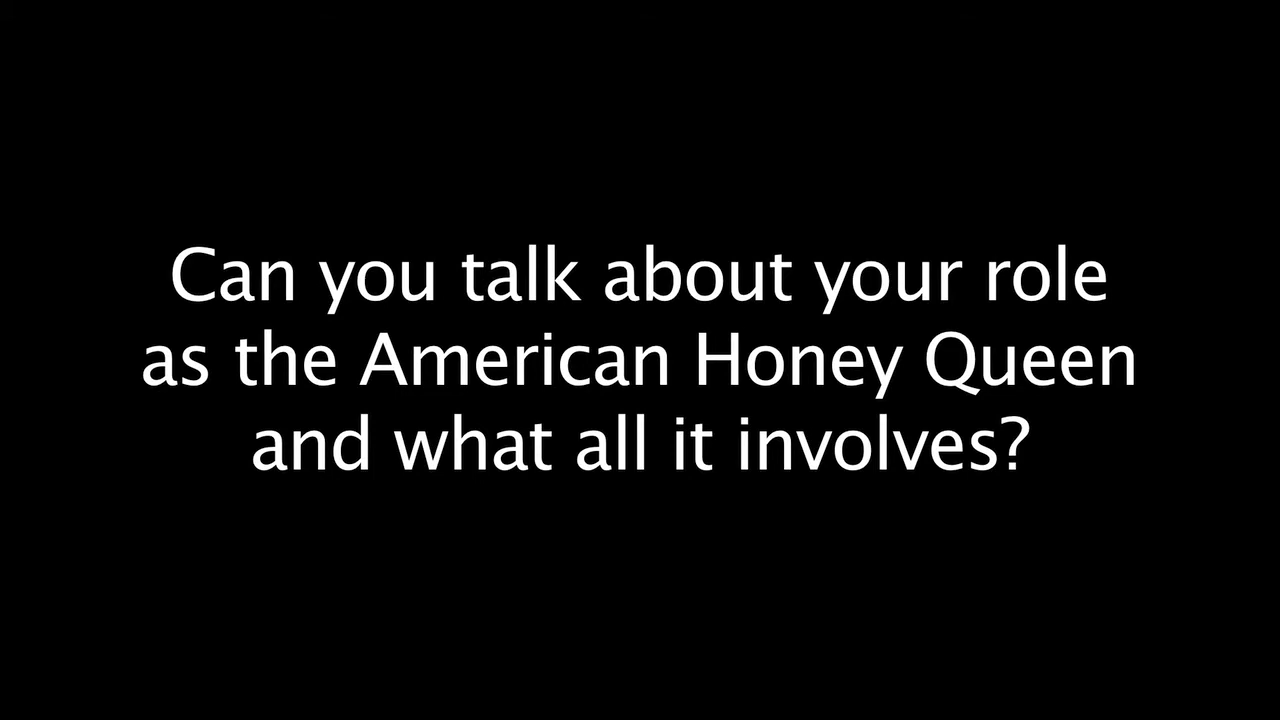 Can you talk about your role
as the American Honey Queen
and what all it involves?